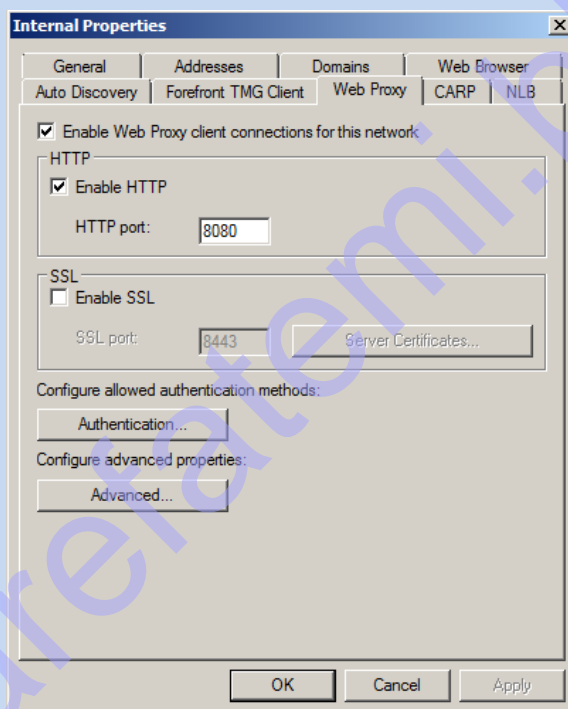 Internal Properties
General Addresses Domains Web Browser
Auto Discovery Forefront TMG Client Web Proxy CARP NLB
Enable Web Proxy client connections for this network
HTTP
Enable HTTP
HTTP port: 8080
SSL
Enable SSL
SSL port: 8443 Server Certificates...
Configure allowed authentication methods:
Authentication...
Configure advanced properties:
Advanced...
OK Cancel Apply